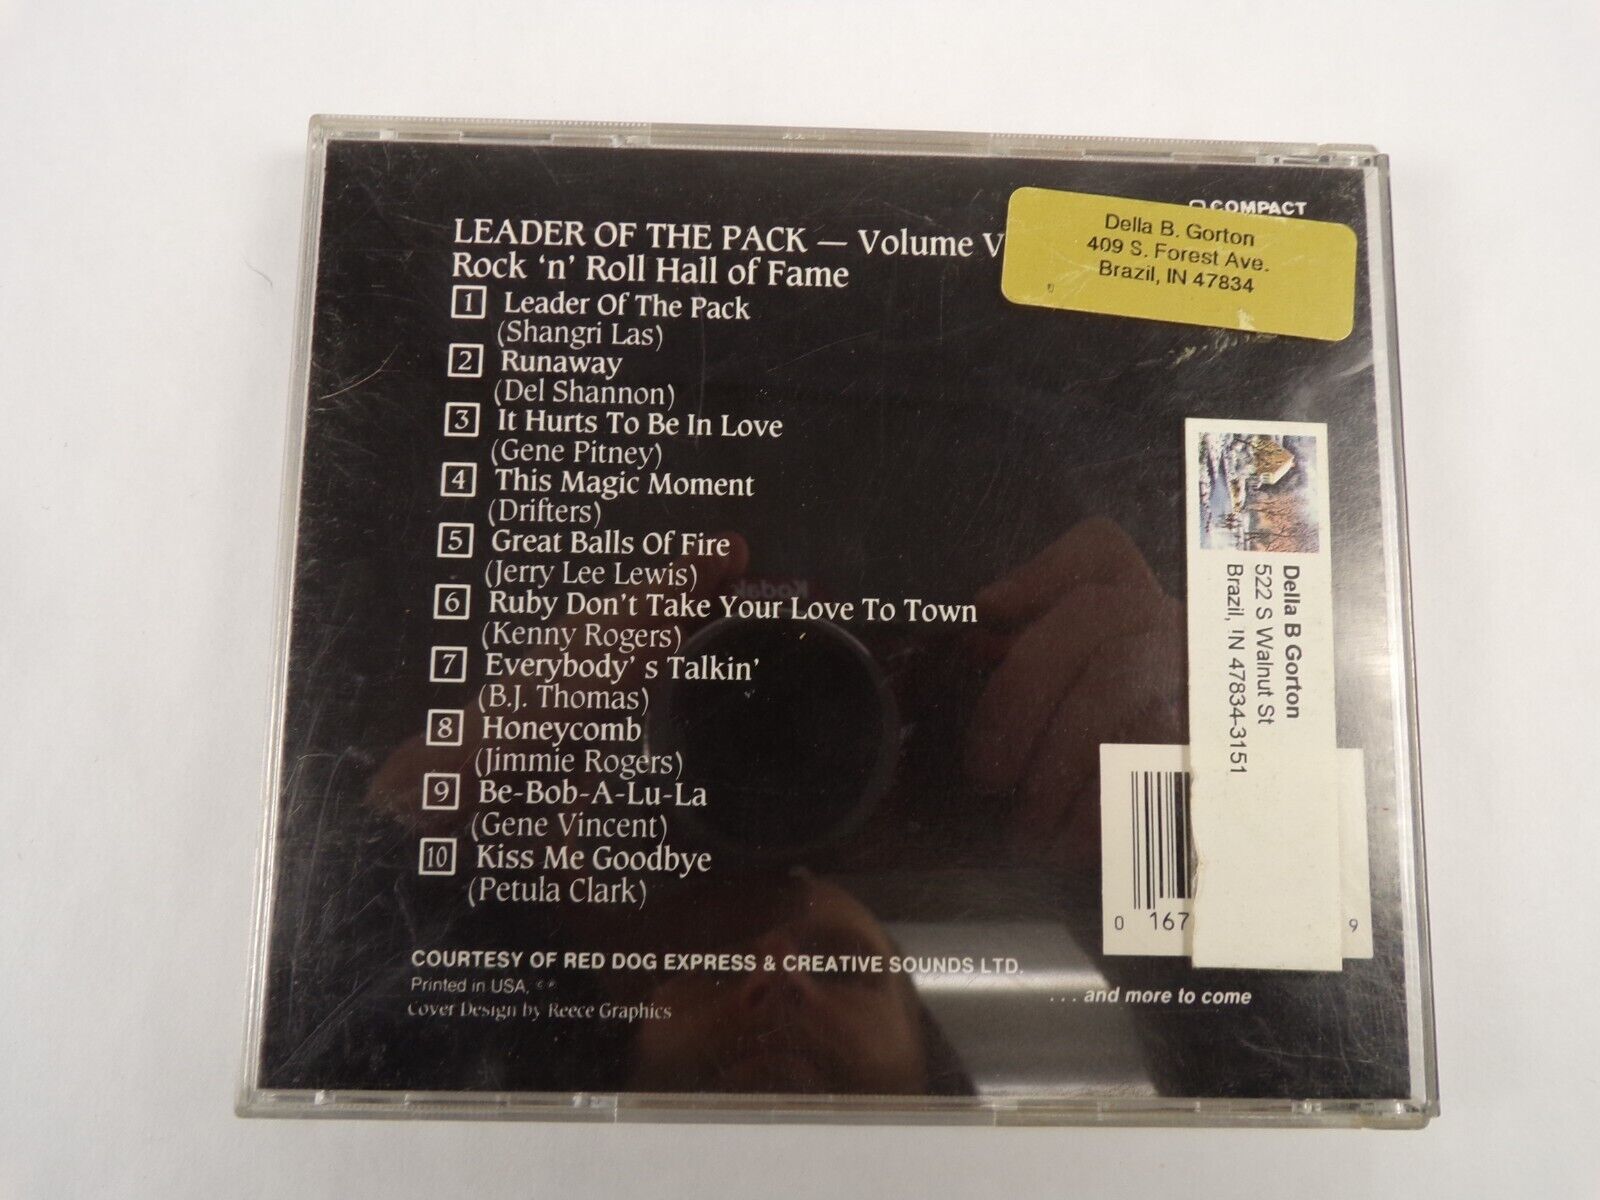 COMPACT
LEADER OF THE PACK — Volume V
Rock 'n' Roll Hall of Fame
1 Leader Of The Pack
(Shangri Las)
2 Runaway
(Del Shannon)
3 It Hurts To Be In Love
(Gene Pitney)
4 This Magic Moment
(Drifters)
5 Great Balls Of Fire
(Jerry Lee Lewis)
6 Ruby Don't Take Your Love To Town
(Kenny Rogers)
7 Everybody' s Talkin'
(B.J. Thomas)
8 Honeycomb
(Jimmie Rogers)
9 Be-Bob-A-Lu-La
(Gene Vincent)
10 Kiss Me Goodbye
(Petula Clark)
COURTESY OF RED DOG EXPRESS & CREATIVE SOUNDS LTD.
Printed in USA. © ℗
Cover Design by Reece Graphics
. . . and more to come
Della B. Gorton
409 S. Forest Ave.
Brazil, IN 47834
Della B Gorton
522 S Walnut St
Brazil, IN 47834-3151
0 167 9
Kodak